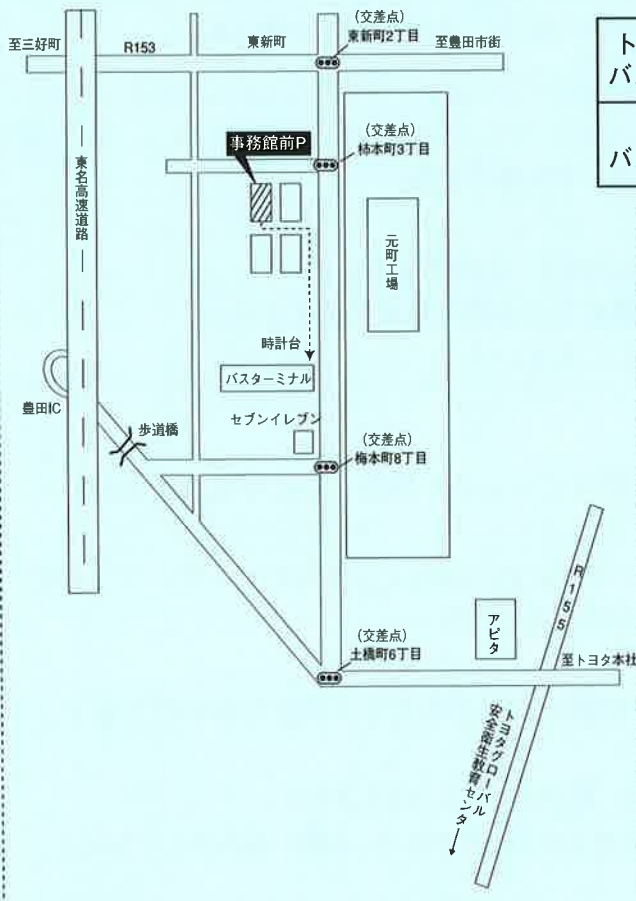 (交差点)
東新町2丁目
至三好町
R153
東新町
至豊田市街
ト
バ
バ
事務館前P
(交差点)
柿本町3丁目
東名高速道路
元町工場
時計台
バスターミナル
豊田IC
歩道橋
セブンイレブン
(交差点)
梅本町8丁目
R155
アピタ
(交差点)
土橋町6丁目
至トヨタ本社
トヨタグローバル
安全衛生教育センタ